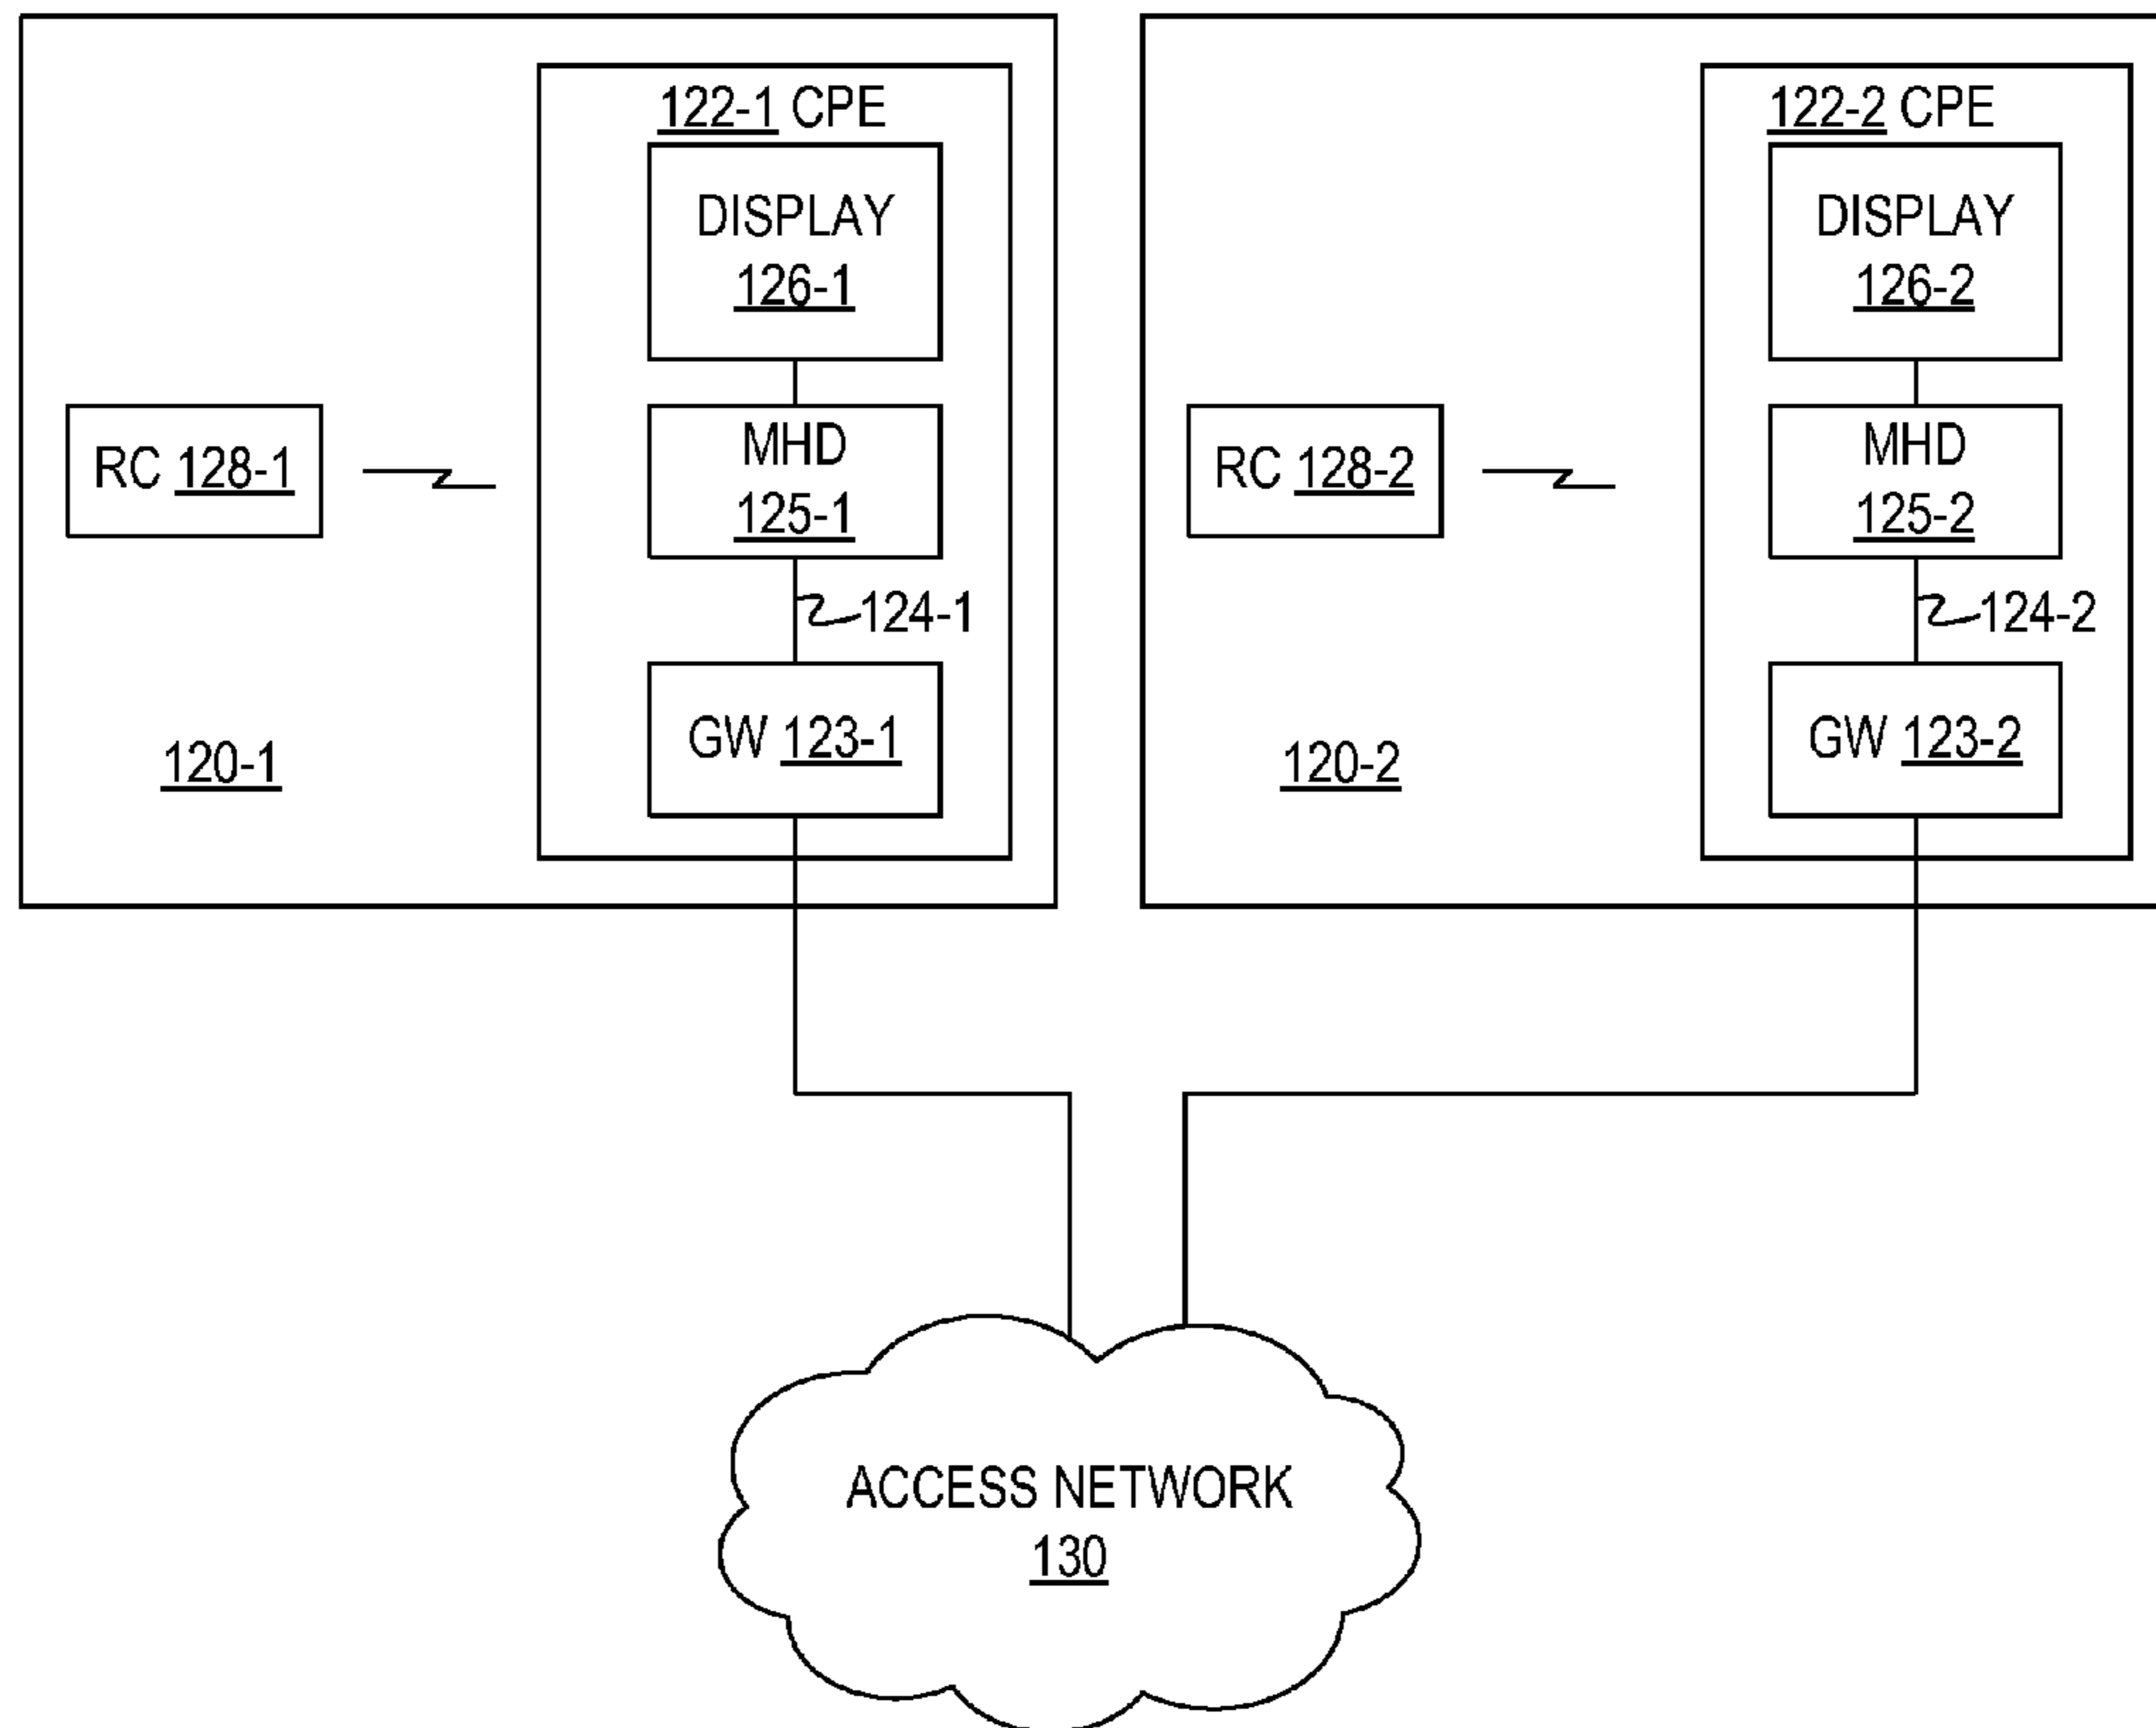 122-1 CPE
DISPLAY
126-1
RC 128-1
MHD
125-1
124-1
GW 123-1
120-1
122-2 CPE
DISPLAY
126-2
RC 128-2
MHD
125-2
124-2
GW 123-2
120-2
ACCESS NETWORK
130